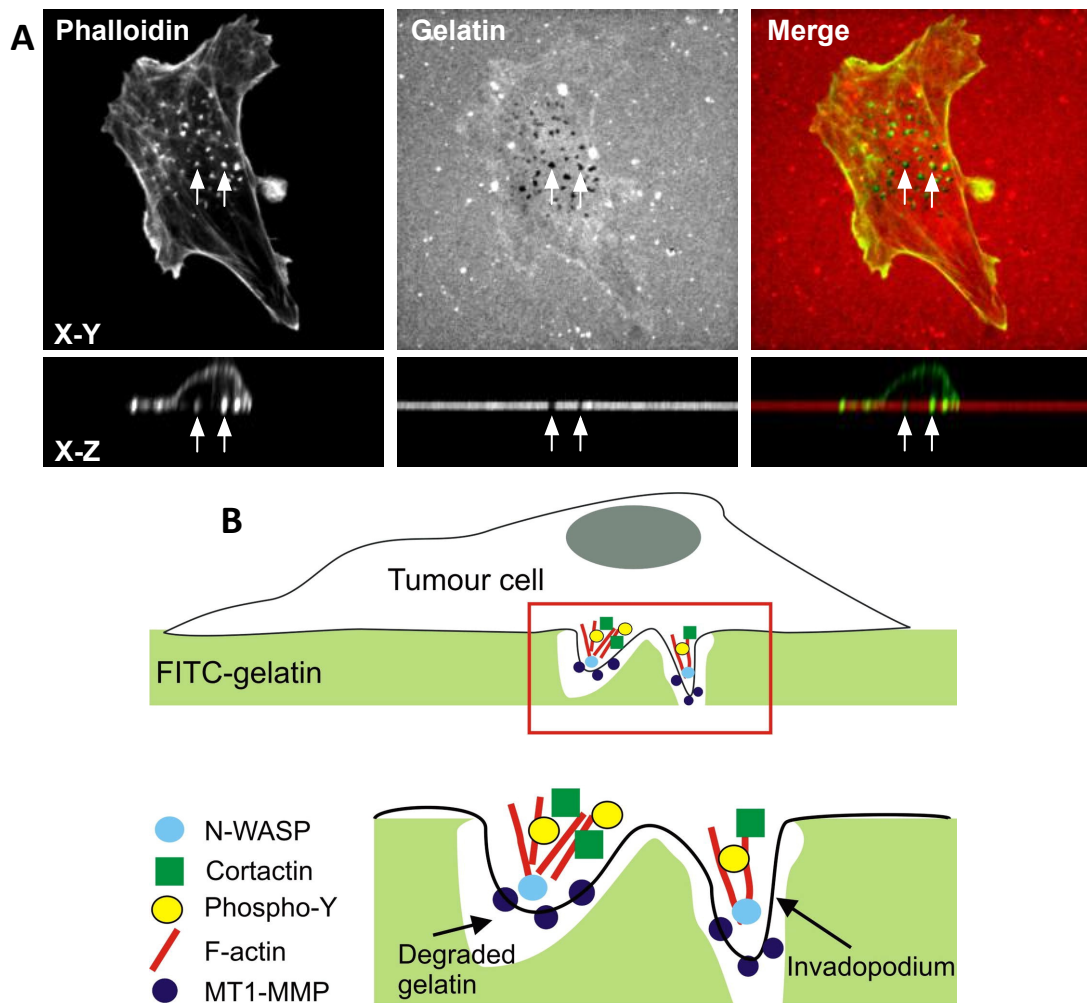 A
Phalloidin
Gelatin
Merge
X-Y
X-Z
B
Tumour cell
FITC-gelatin
N-WASP
Cortactin
Phospho-Y
F-actin
MT1-MMP
Degraded
gelatin
Invadopodium